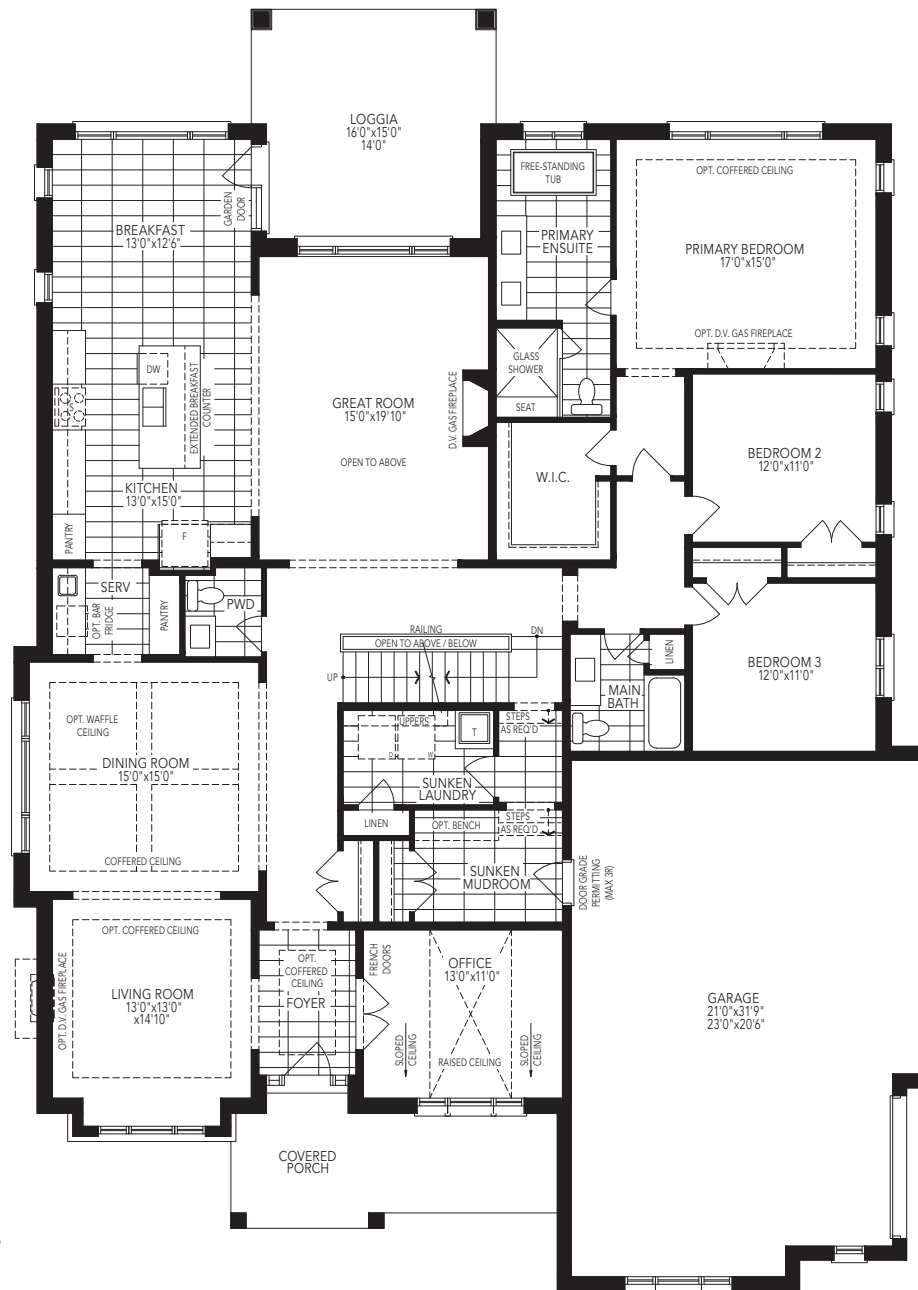 LOGGIA
16'0"x15'0"
14'0"
FREE-STANDING
TUB
OPT. COFFERED CEILING
GARDEN
DOOR
BREAKFAST
13'0"x12'6"
PRIMARY
ENSUITE
PRIMARY BEDROOM
17'0"x15'0"
OPT. D.V. GAS FIREPLACE
DW
EXTENDED BREAKFAST
COUNTER
GLASS
SHOWER
SEAT
GREAT ROOM
15'0"x19'10"
D.V. GAS FIREPLACE
OPEN TO ABOVE
BEDROOM 2
12'0"x11'0"
W.I.C.
KITCHEN
13'0"x15'0"
PANTRY
F
SERV
OPT. BAR
FRIDGE
PANTRY
PWD
RAILING
DN
OPEN TO ABOVE / BELOW
UP
LINEN
BEDROOM 3
12'0"x11'0"
MAIN
BATH
OPT. WAFFLE
CEILING
UPPERS
D
W
T
STEPS
AS REQ'D
DINING ROOM
15'0"x15'0"
SUNKEN
LAUNDRY
LINEN
OPT. BENCH
STEPS
AS REQ'D
COFFERED CEILING
SUNKEN
MUDROOM
DOOR GRADE
PERMITTING
(MAX 3R)
OPT. COFFERED CEILING
OPT. D.V. GAS FIREPLACE
LIVING ROOM
13'0"x13'0"
x14'10"
OPT.
COFFERED
CEILING
FOYER
FRENCH
DOORS
OFFICE
13'0"x11'0"
SLOPED
CEILING
RAISED CEILING
SLOPED
CEILING
GARAGE
21'0"x31'9"
23'0"x20'6"
COVERED
PORCH